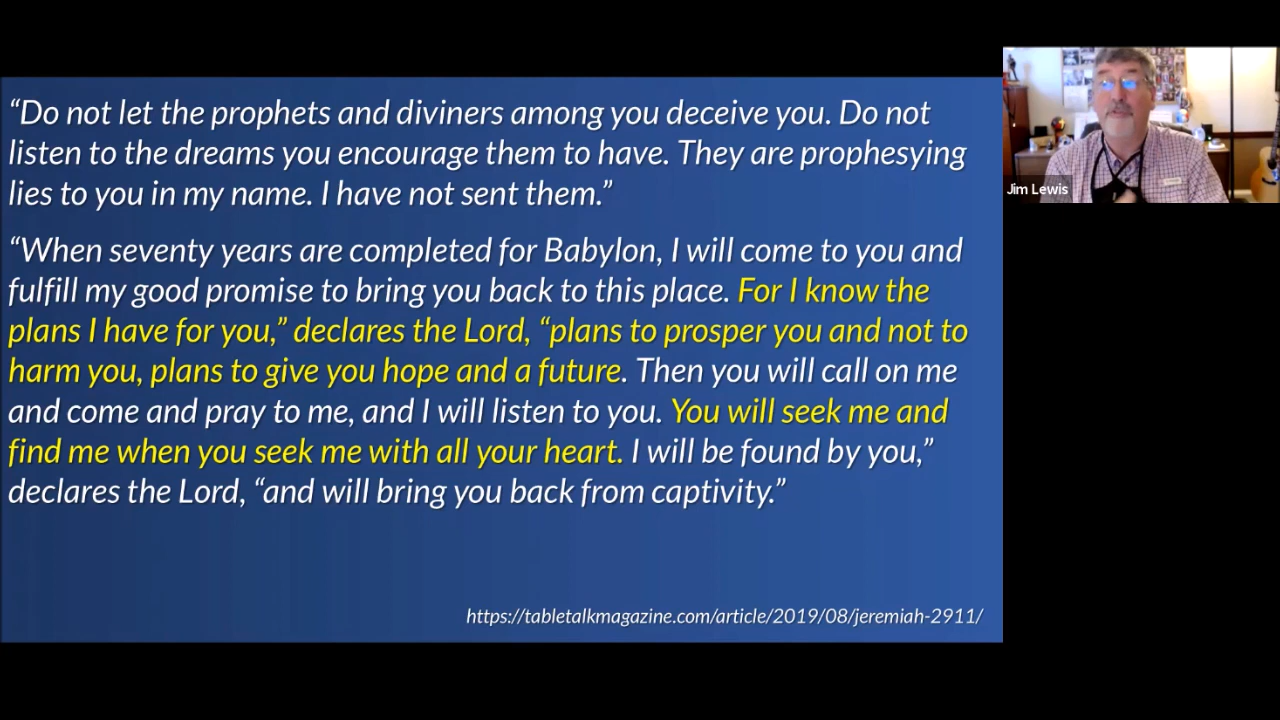 “Do not let the prophets and diviners among you deceive you. Do not
listen to the dreams you encourage them to have. They are prophesying
lies to you in my name. I have not sent them.”
“When seventy years are completed for Babylon, I will come to you and
fulfill my good promise to bring you back to this place. For I know the
plans I have for you,” declares the Lord, “plans to prosper you and not to
harm you, plans to give you hope and a future. Then you will call on me
and come and pray to me, and I will listen to you. You will seek me and
find me when you seek me with all your heart. I will be found by you,”
declares the Lord, “and will bring you back from captivity.”
https://tabletalkmagazine.com/article/2019/08/jeremiah-2911/
Jim Lewis